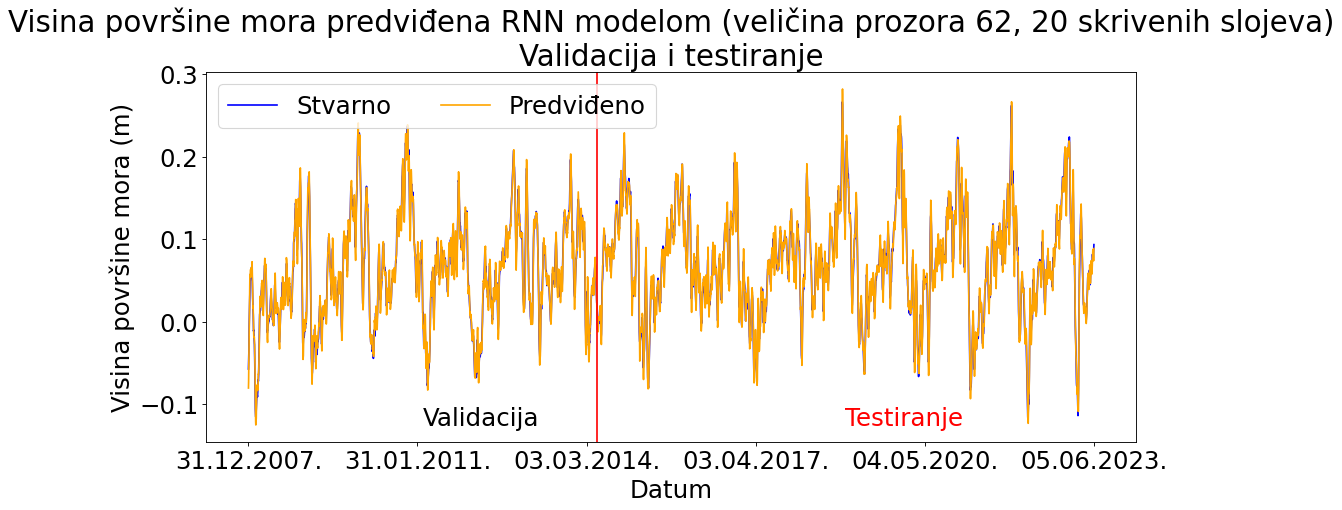 Visina površine mora predviđena RNN modelom (veličina prozora 62, 20 skrivenih slojeva)
Validacija i testiranje
Stvarno Predviđeno
Visina površine mora (m)
0.3
0.2
0.1
0.0
−0.1
Validacija Testiranje
31.12.2007. 31.01.2011. 03.03.2014. 03.04.2017. 04.05.2020. 05.06.2023.
Datum